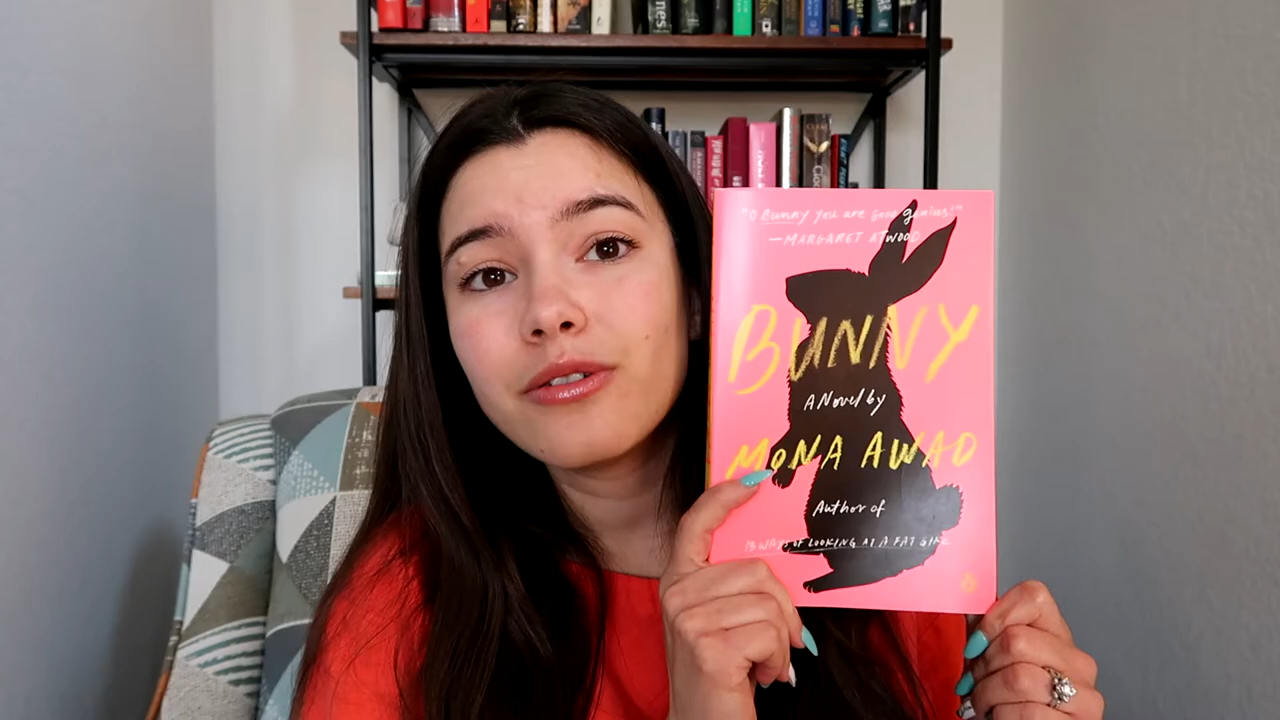 "O Bunny you are sooo genius!"
—MARGARET ATWOOD
BUNNY
A Novel by
MONA AWAD
Author of
13 WAYS OF LOOKING AT A FAT GIRL